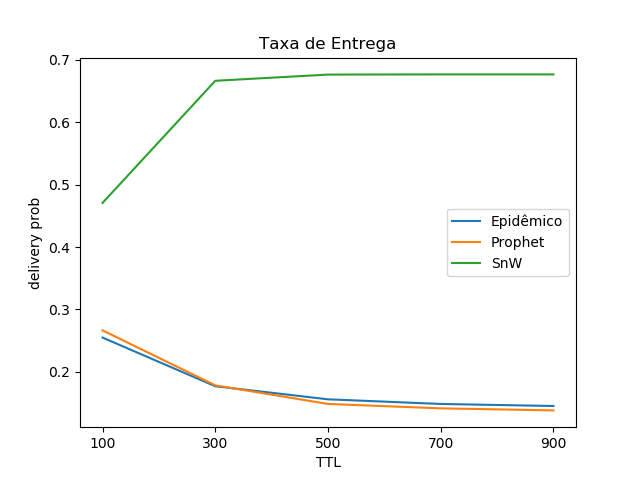 Taxa de Entrega
delivery prob
0.7
0.6
0.5
0.4
0.3
0.2
Epidêmico
Prophet
SnW
100 300 500 700 900
TTL